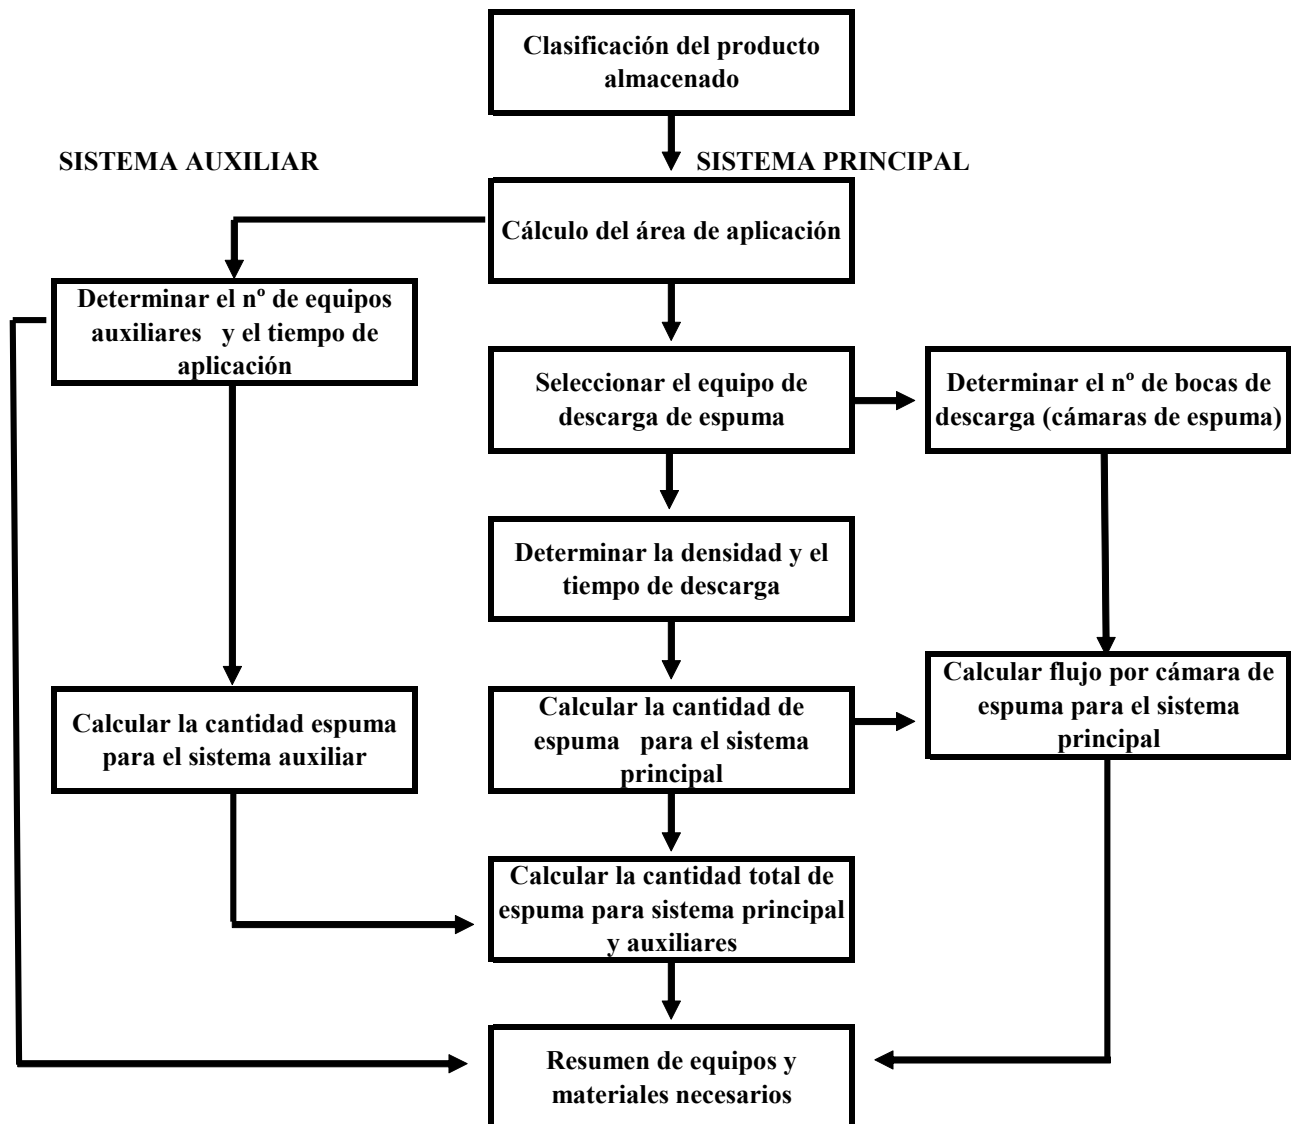 Clasificación del producto
almacenado
SISTEMA AUXILIAR
SISTEMA PRINCIPAL
Cálculo del área de aplicación
Determinar el nº de equipos
auxiliares y el tiempo de
aplicación
Seleccionar el equipo de
descarga de espuma
Determinar el nº de bocas de
descarga (cámaras de espuma)
Determinar la densidad y el
tiempo de descarga
Calcular la cantidad espuma
para el sistema auxiliar
Calcular la cantidad de
espuma para el sistema
principal
Calcular flujo por cámara de
espuma para el sistema
principal
Calcular la cantidad total de
espuma para sistema principal
y auxiliares
Resumen de equipos y
materiales necesarios